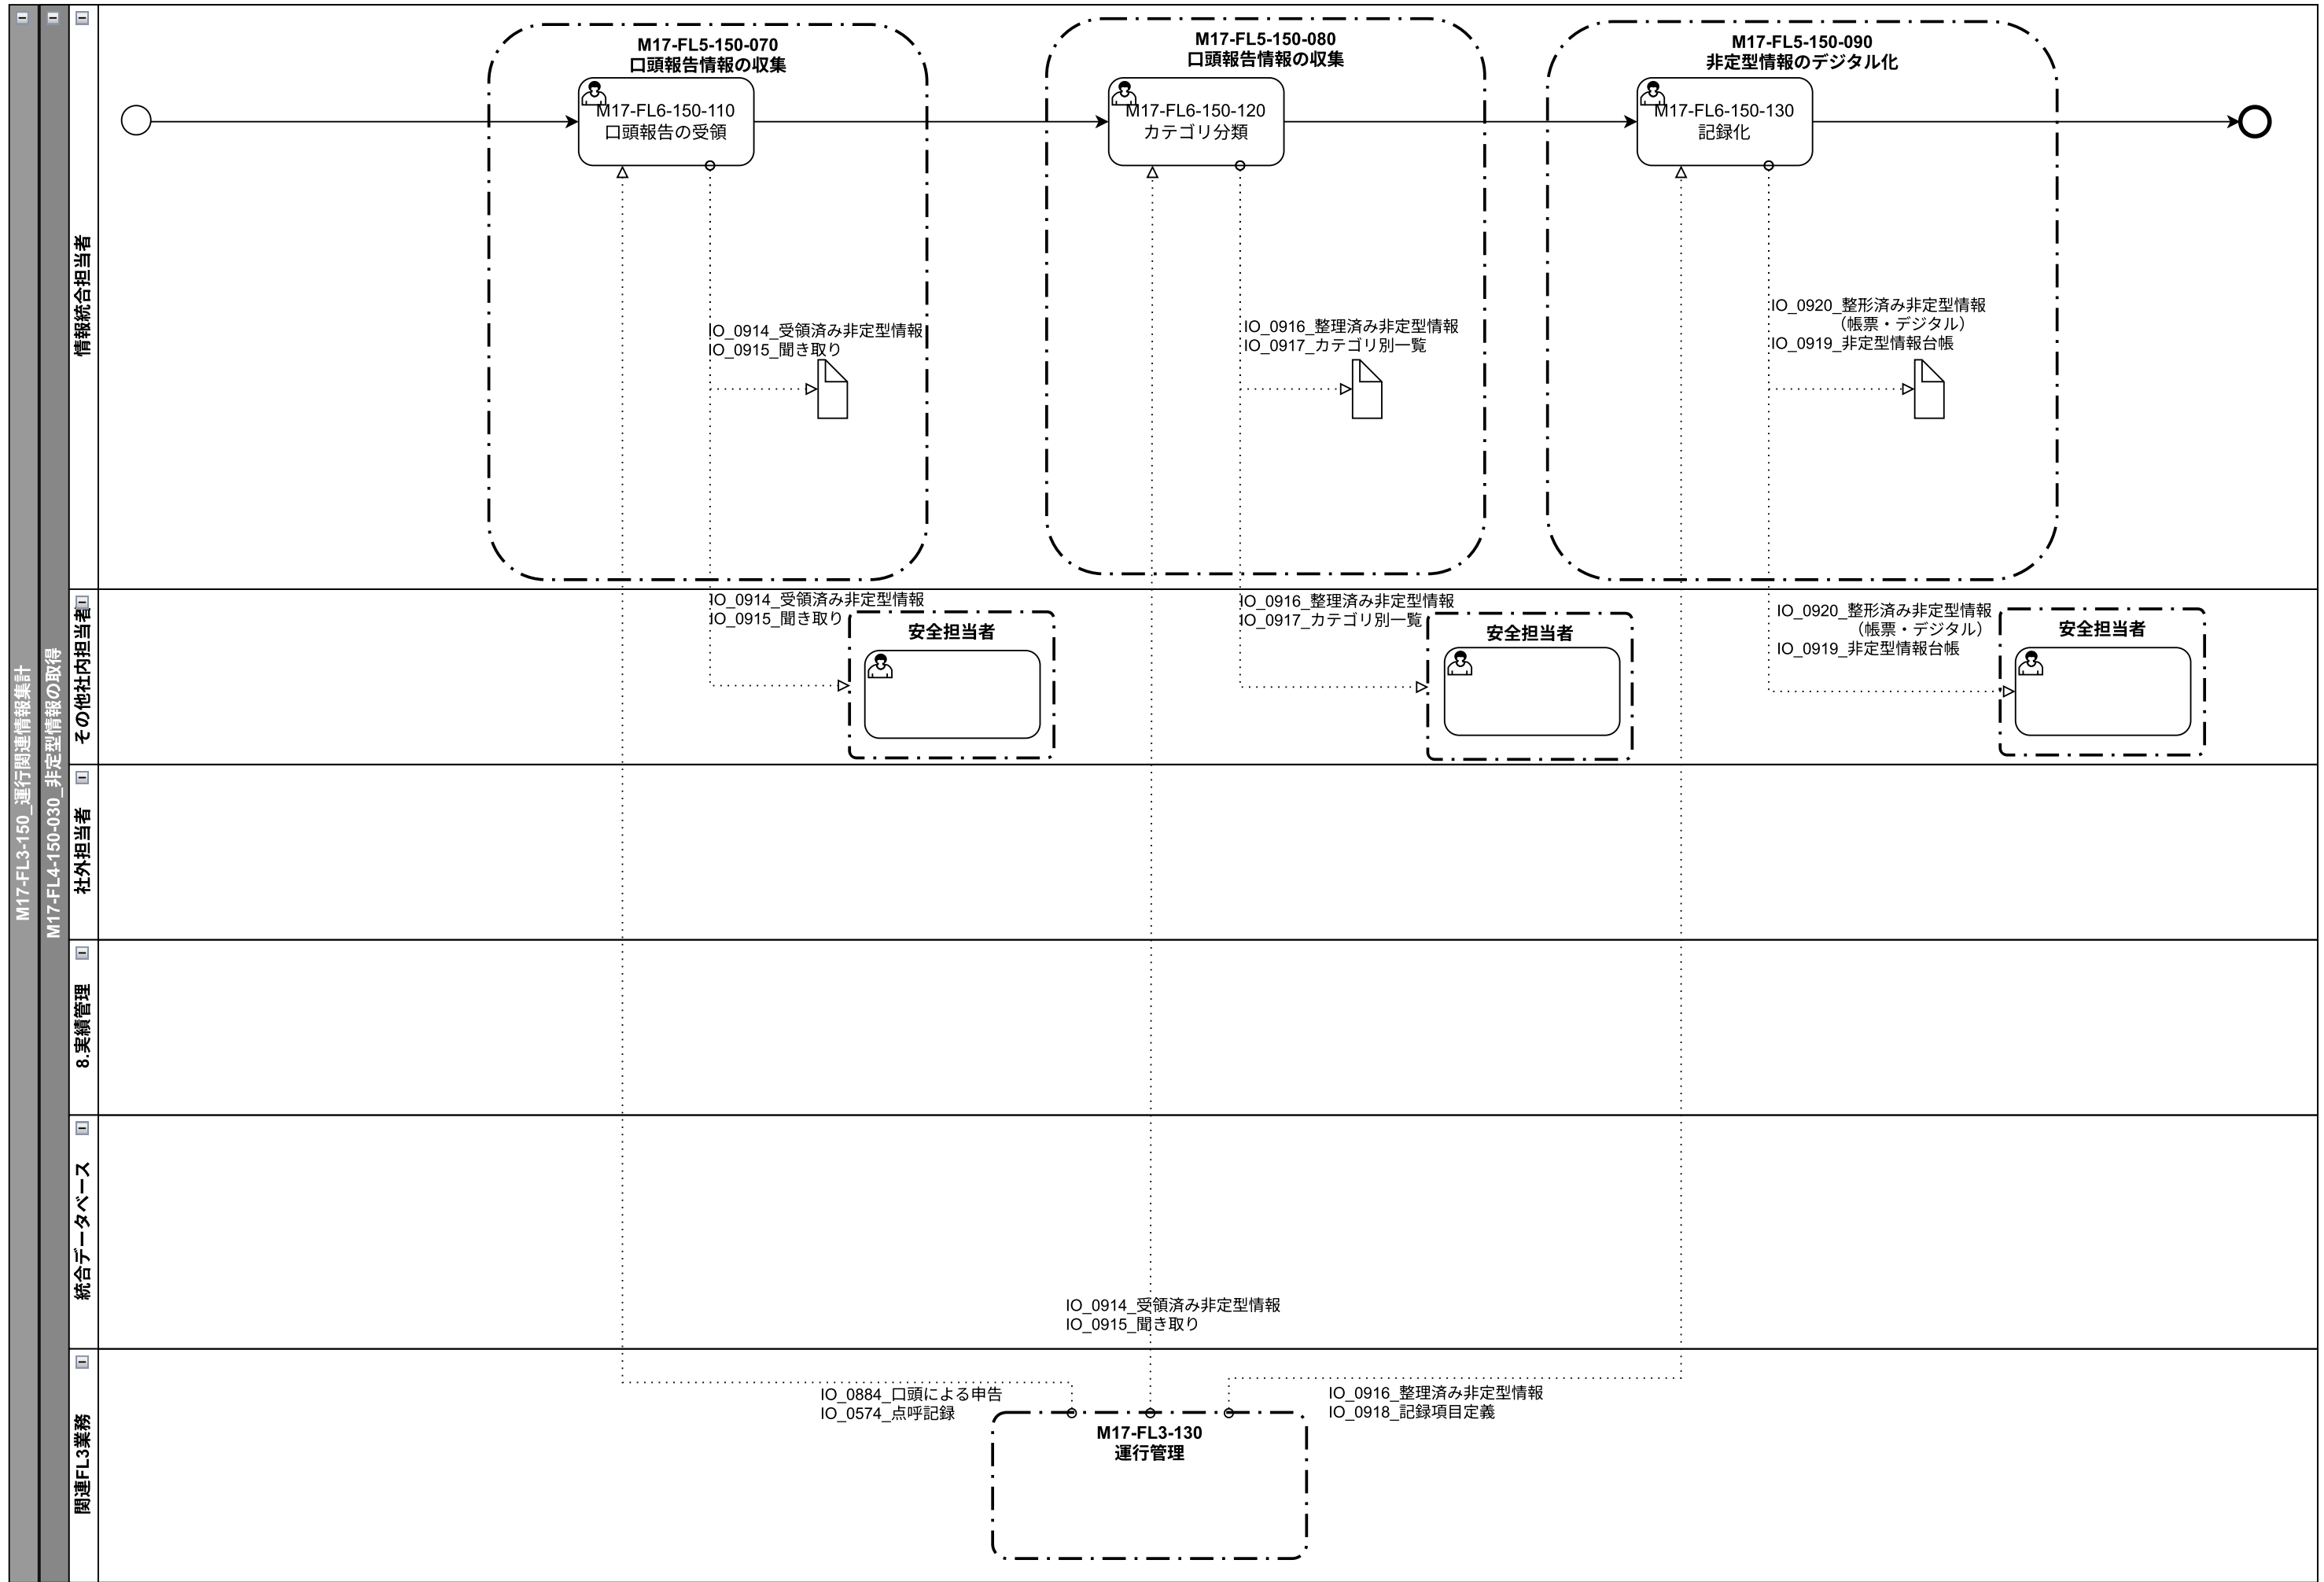 M17-FL3-150_運行関連情報集計
M17-FL4-150-030_非定型情報の取得
情報統合担当者
M17-FL5-150-070
口頭報告情報の収集
M17-FL6-150-110
口頭報告の受領
IO_0914_受領済み非定型情報
IO_0915_聞き取り
M17-FL5-150-080
口頭報告情報の収集
M17-FL6-150-120
カテゴリ分類
IO_0916_整理済み非定型情報
IO_0917_カテゴリ別一覧
M17-FL5-150-090
非定型情報のデジタル化
M17-FL6-150-130
記録化
IO_0920_整形済み非定型情報
（帳票・デジタル）
IO_0919_非定型情報台帳
その他社内担当者
IO_0914_受領済み非定型情報
IO_0915_聞き取り
安全担当者
IO_0916_整理済み非定型情報
IO_0917_カテゴリ別一覧
安全担当者
IO_0920_整形済み非定型情報
（帳票・デジタル）
IO_0919_非定型情報台帳
安全担当者
社外担当者
8.実績管理
統合データベース
IO_0914_受領済み非定型情報
IO_0915_聞き取り
関連FL3業務
IO_0884_口頭による申告
IO_0574_点呼記録
IO_0916_整理済み非定型情報
IO_0918_記録項目定義
M17-FL3-130
運行管理